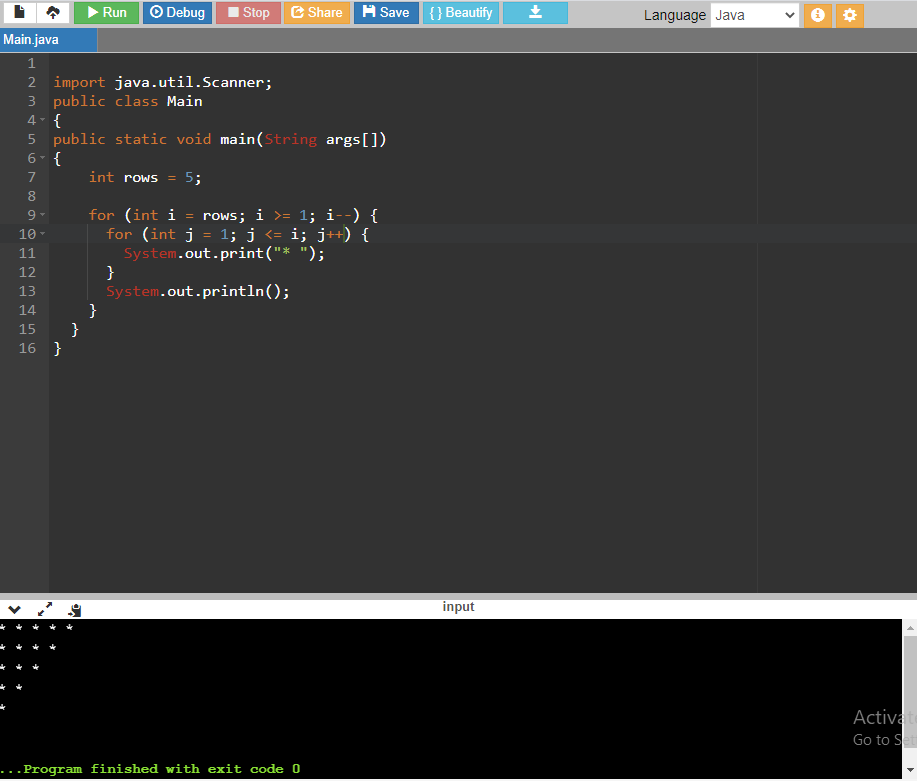 Run Debug Stop Share Save { } Beautify Language Java
Main.java
1
2 import java.util.Scanner;
3 public class Main
4 {
5 public static void main(String args[])
6 {
7 int rows = 5;
8
9 for (int i = rows; i >= 1; i--) {
10 for (int j = 1; j <= i; j++) {
11 System.out.print("* ");
12 }
13 System.out.println();
14 }
15 }
16 }
input
* * * * *
* * * *
* * *
* *
*
Activat
Go to Set
...Program finished with exit code 0